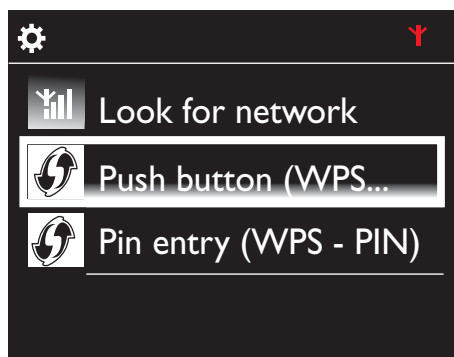 Look for network
Push button (WPS...
Pin entry (WPS - PIN)